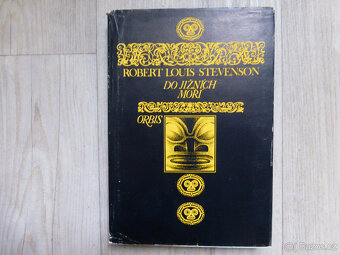 ROBERT LOUIS STEVENSON
DO JIŽNÍCH
MOŘÍ
ORBIS